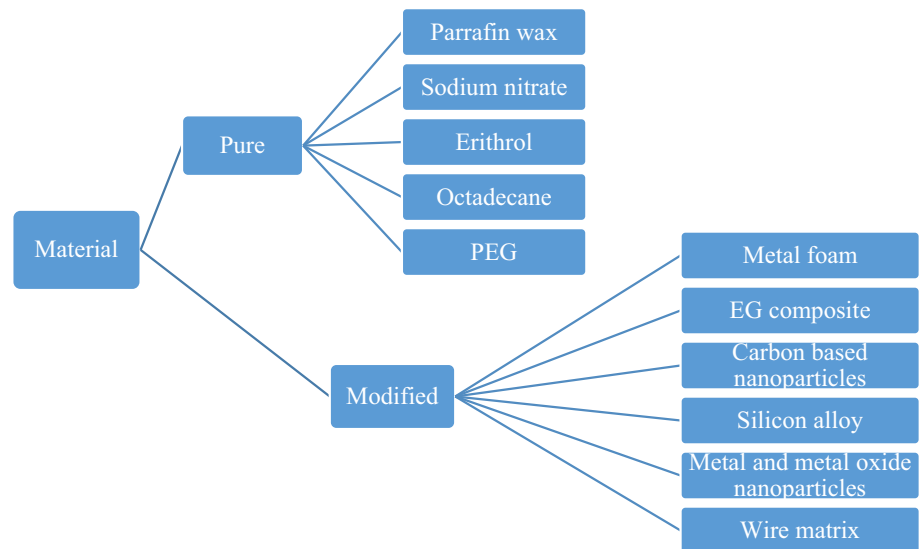 Material
Pure
Parrafin wax
Sodium nitrate
Erithrol
Octadecane
PEG
Modified
Metal foam
EG composite
Carbon based
nanoparticles
Silicon alloy
Metal and metal oxide
nanoparticles
Wire matrix